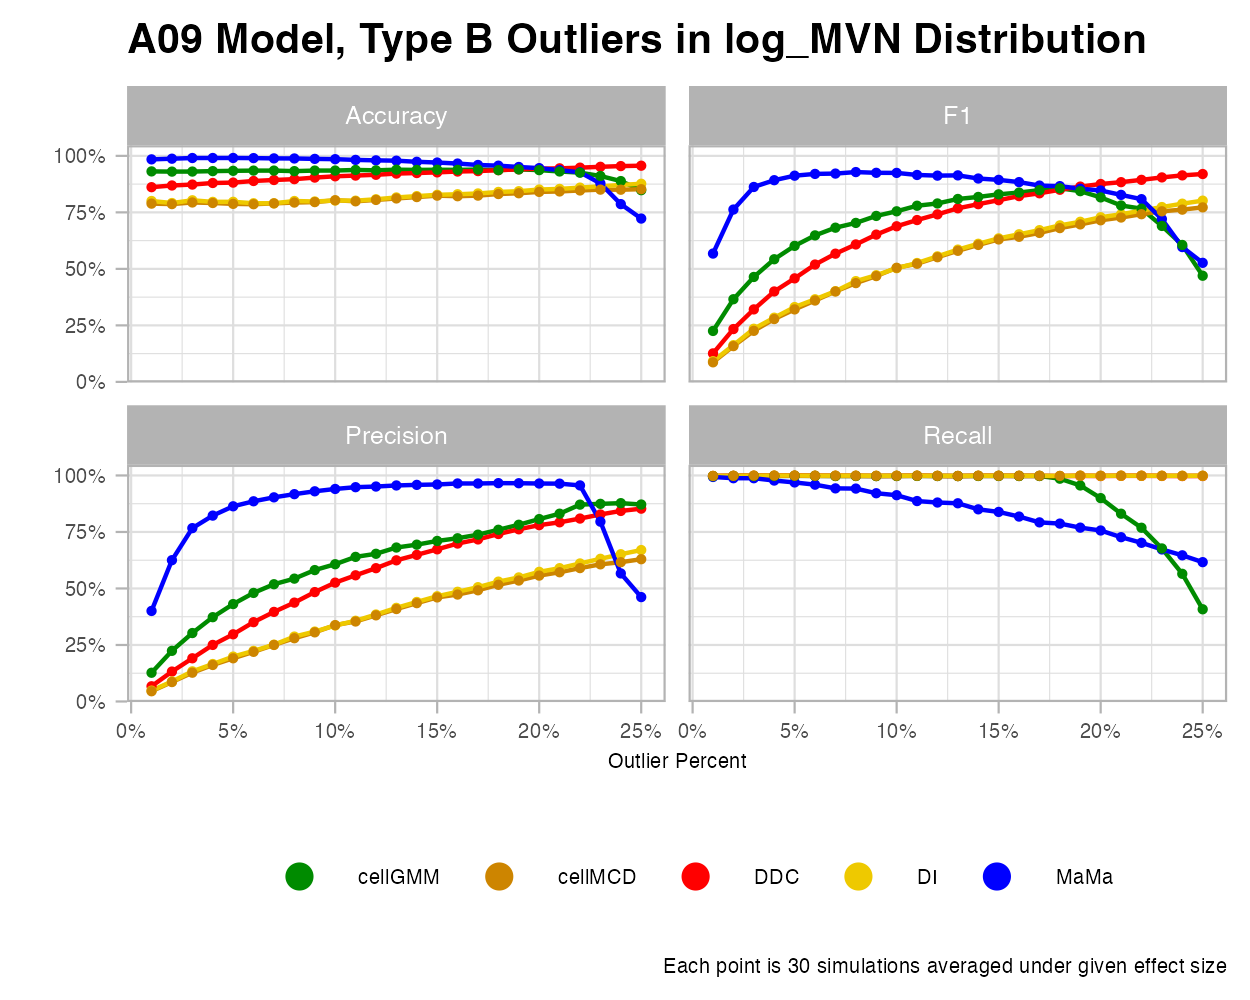 A09 Model, Type B Outliers in log_MVN Distribution
Accuracy
F1
100%
75%
50%
25%
0%
Precision
Recall
100%
75%
50%
25%
0%
0% 5% 10% 15% 20% 25% 0% 5% 10% 15% 20% 25%
Outlier Percent
cellGMM cellMCD DDC DI MaMa
Each point is 30 simulations averaged under given effect size